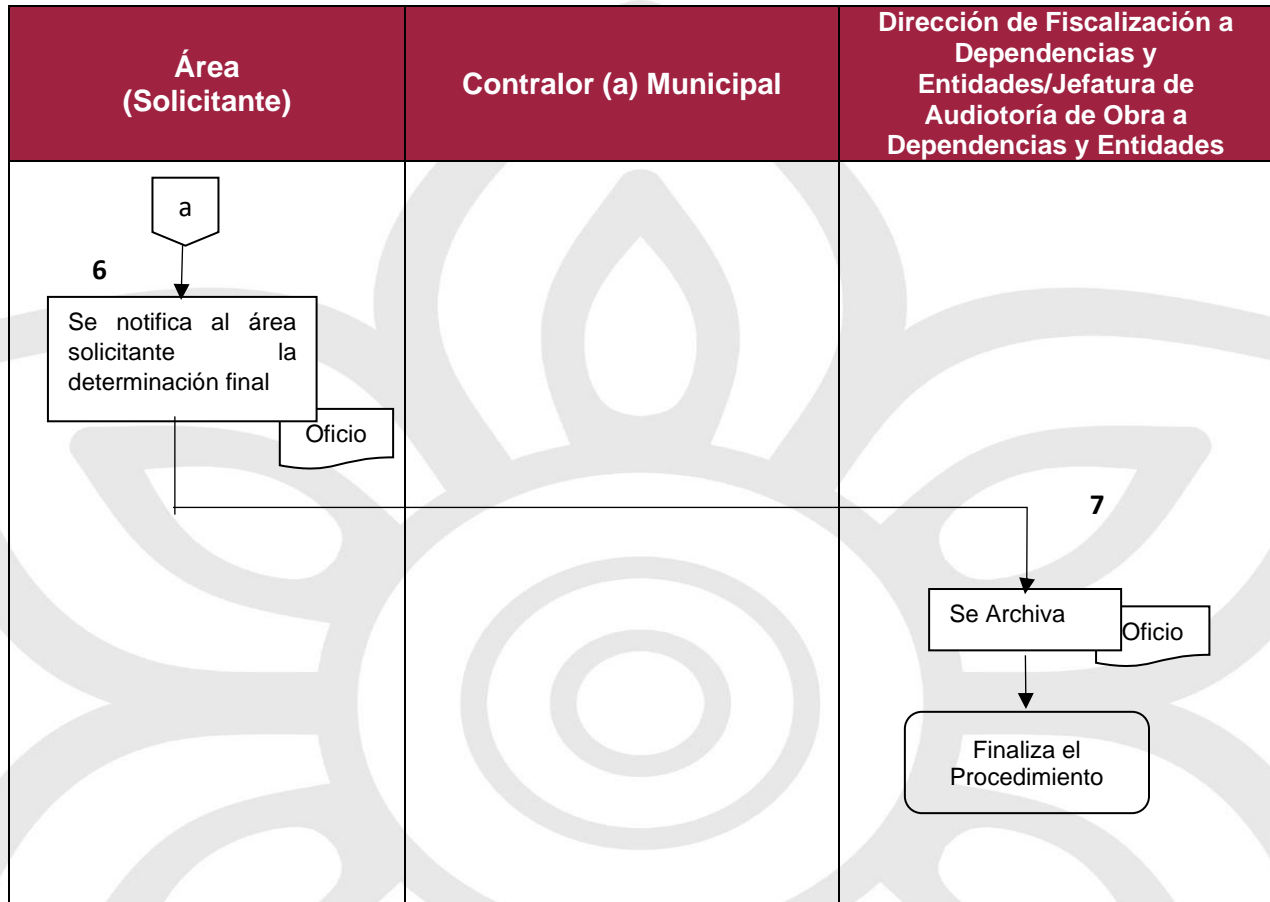 Área
(Solicitante)
Contralor (a) Municipal
Dirección de Fiscalización a
Dependencias y
Entidades/Jefatura de
Audiotoría de Obra a
Dependencias y Entidades
a
6
Se notifica al área
solicitante la
determinación final
Oficio
7
Se Archiva
Oficio
Finaliza el
Procedimiento